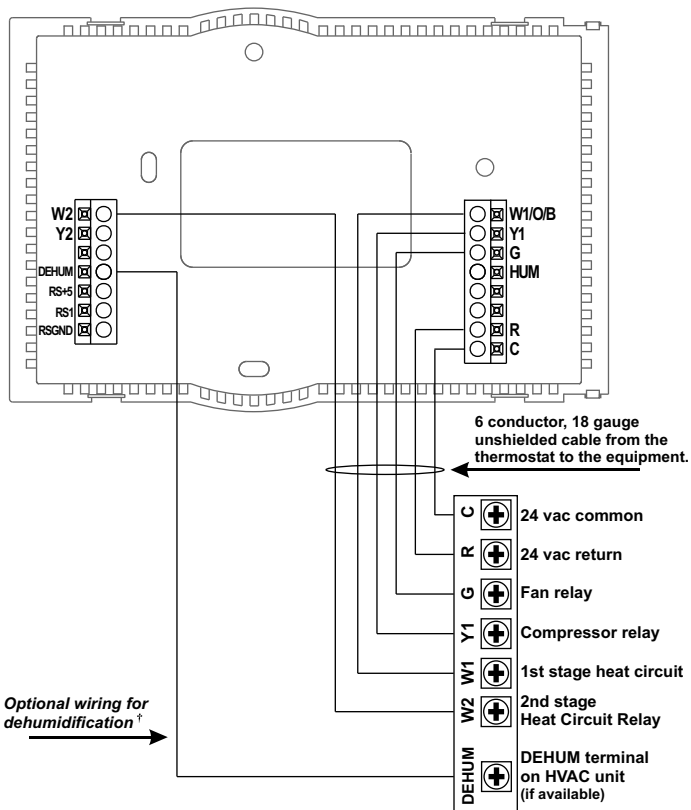 W2
Y2
DEHUM
RS+5
RS1
RSGND
W1/O/B
Y1
G
HUM
R
C
6 conductor, 18 gauge
unshielded cable from the
thermostat to the equipment.
C 24 vac common
R 24 vac return
G Fan relay
Y1 Compressor relay
W1 1st stage heat circuit
W2 2nd stage
Heat Circuit Relay
Optional wiring for
dehumidification †
DEHUM DEHUM terminal
on HVAC unit
(if available)